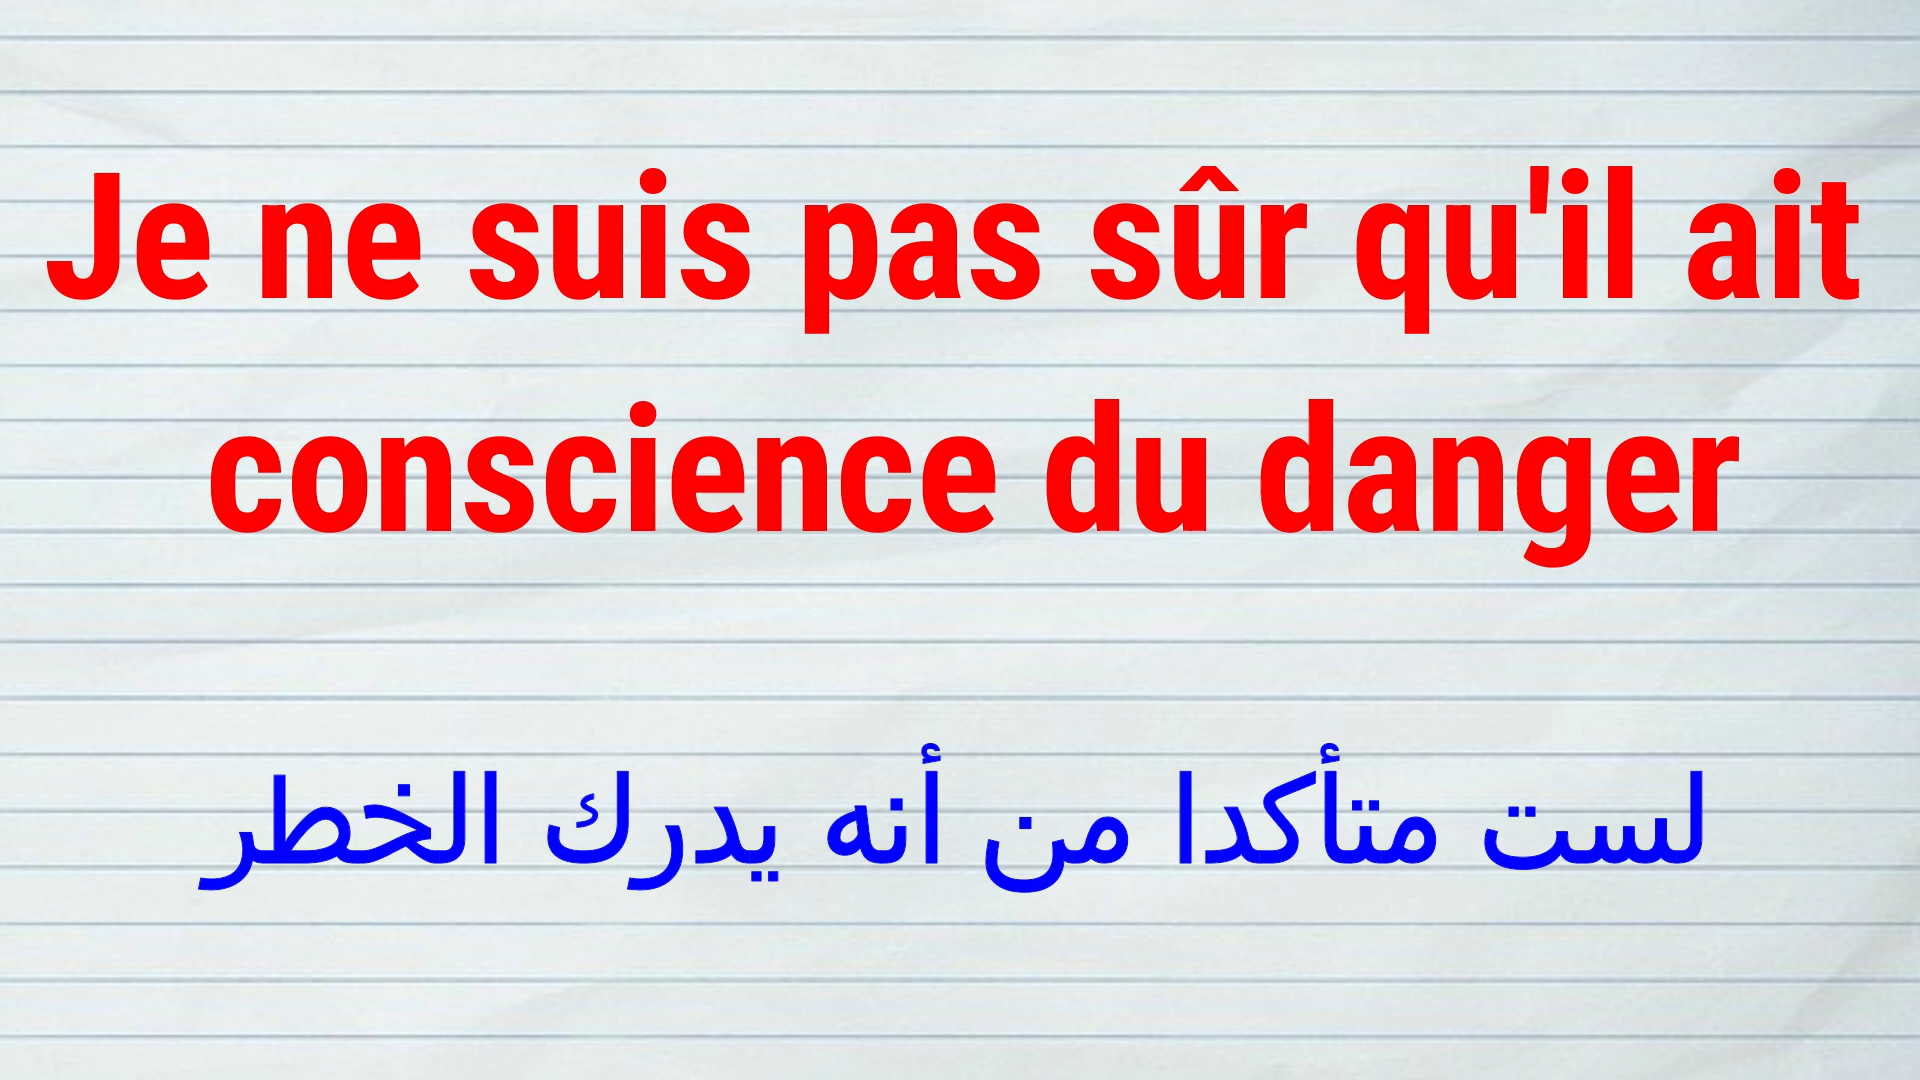 Je ne suis pas sûr qu'il ait
conscience du danger
لست متأكدا من أنه يدرك الخطر